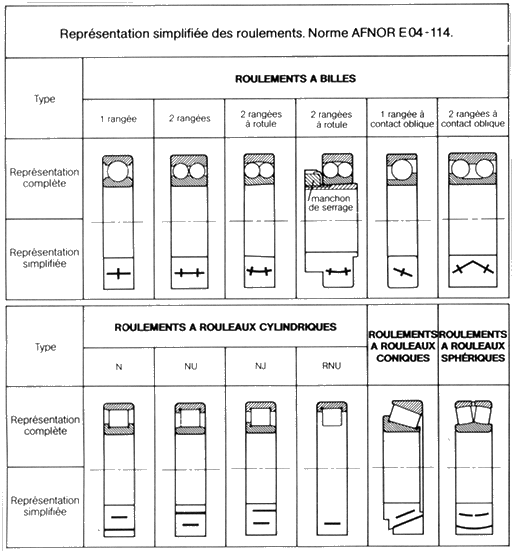 Représentation simplifiée des roulements. Norme AFNOR E 04-114.
Type
ROULEMENTS A BILLES
1 rangée
2 rangées
2 rangées
à rotule
2 rangées
à rotule
1 rangée à
contact oblique
2 rangées à
contact oblique
Représentation
complète
manchon
de serrage
Représentation
simplifiée
Type
ROULEMENTS A ROULEAUX CYLINDRIQUES
ROULEMENTS
A ROULEAUX
CONIQUES
ROULEMENTS
A ROULEAUX
SPHÉRIQUES
N
NU
NJ
RNU
Représentation
complète
Représentation
simplifiée